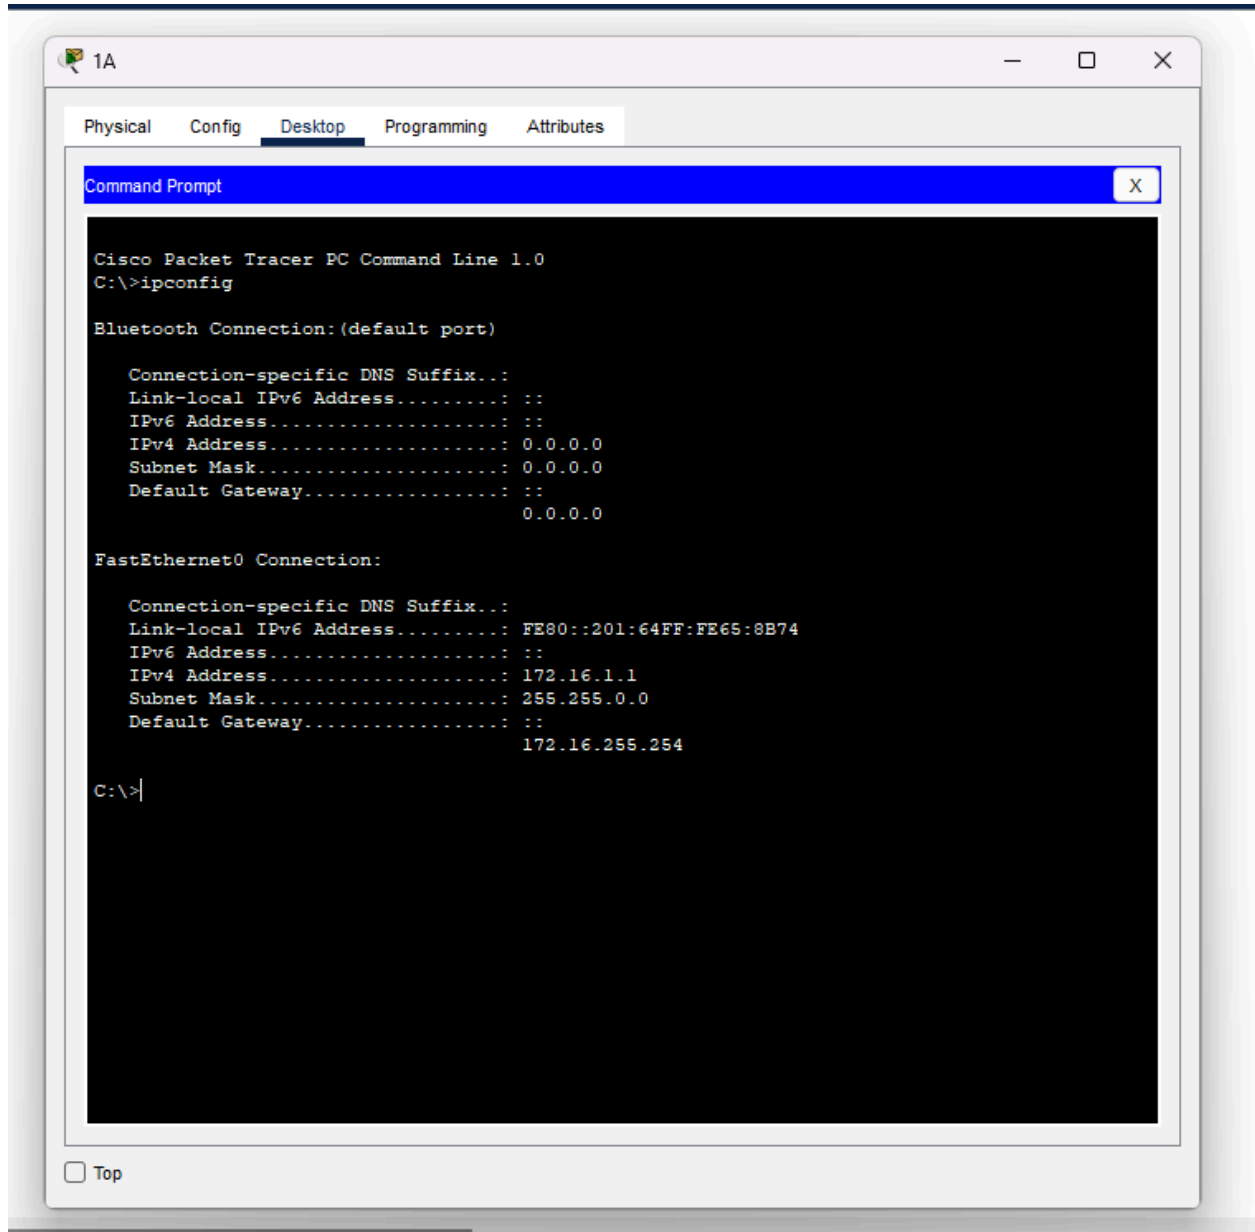 1A
Physical Config Desktop Programming Attributes
Command Prompt X
Cisco Packet Tracer PC Command Line 1.0
C:\>ipconfig
Bluetooth Connection:(default port)
Connection-specific DNS Suffix..:
Link-local IPv6 Address.........: ::
IPv6 Address....................: ::
IPv4 Address....................: 0.0.0.0
Subnet Mask.....................: 0.0.0.0
Default Gateway.................: ::
0.0.0.0
FastEthernet0 Connection:
Connection-specific DNS Suffix..:
Link-local IPv6 Address.........: FE80::201:64FF:FE65:8B74
IPv6 Address....................: ::
IPv4 Address....................: 172.16.1.1
Subnet Mask.....................: 255.255.0.0
Default Gateway.................: ::
172.16.255.254
C:\>
Top